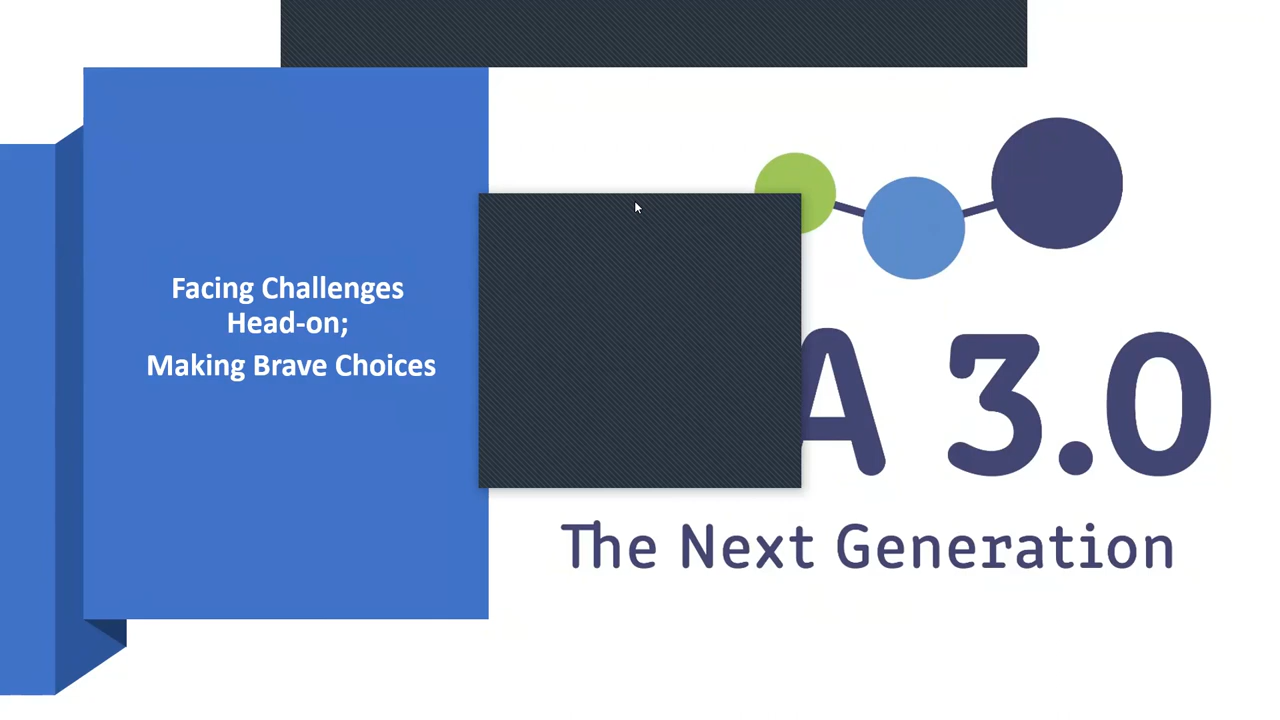 Facing Challenges
Head-on;
Making Brave Choices
A 3.0
The Next Generation